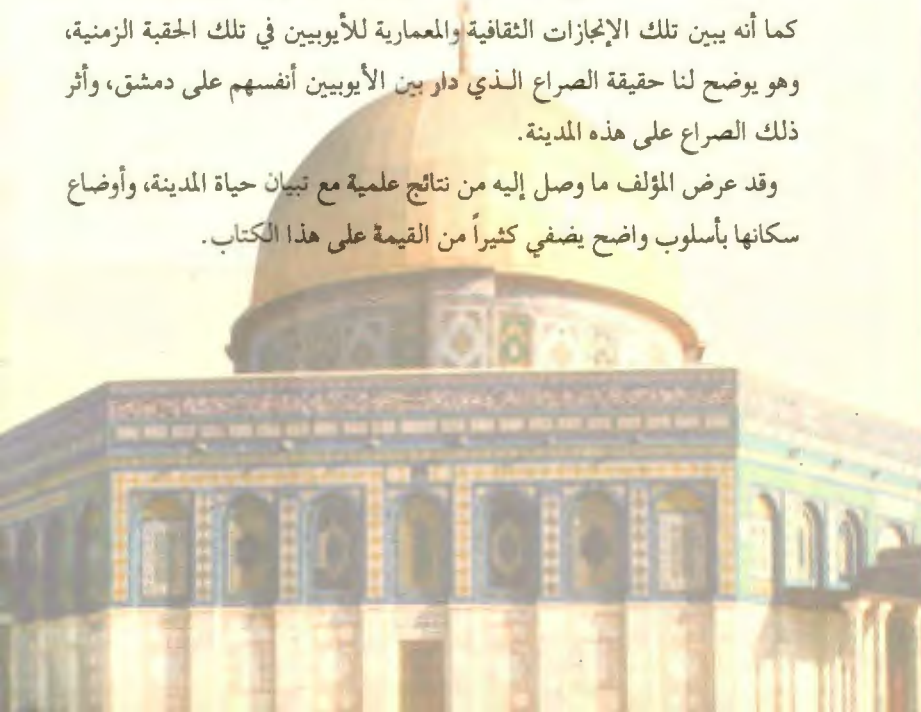 كما أنه يبين تلك الإنجازات الثقافية والمعمارية للأيوبيين في تلك الحقبة الزمنية،
وهو يوضح لنا حقيقة الصراع الـذي دار بين الأيوبيين أنفسهم على دمشق، وأثر
ذلك الصراع على هذه المدينة.
وقد عرض المؤلف ما وصل إليه من نتائج علمية مع تبيان حياة المدينة، وأوضاع
سكانها بأسلوب واضح يضفي كثيراً من القيمة على هذا الكتاب.